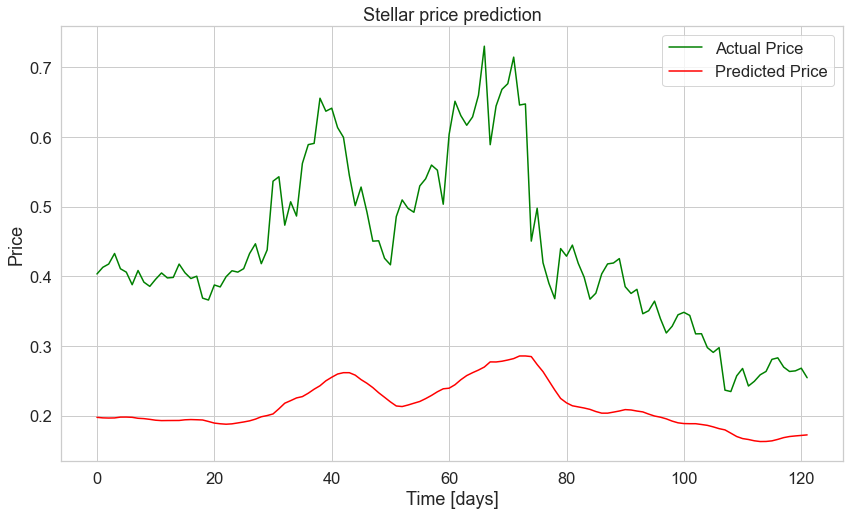 Stellar price prediction
Actual Price
Predicted Price
0.7
0.6
0.5
0.4
0.3
0.2
Price
0 20 40 60 80 100 120
Time [days]